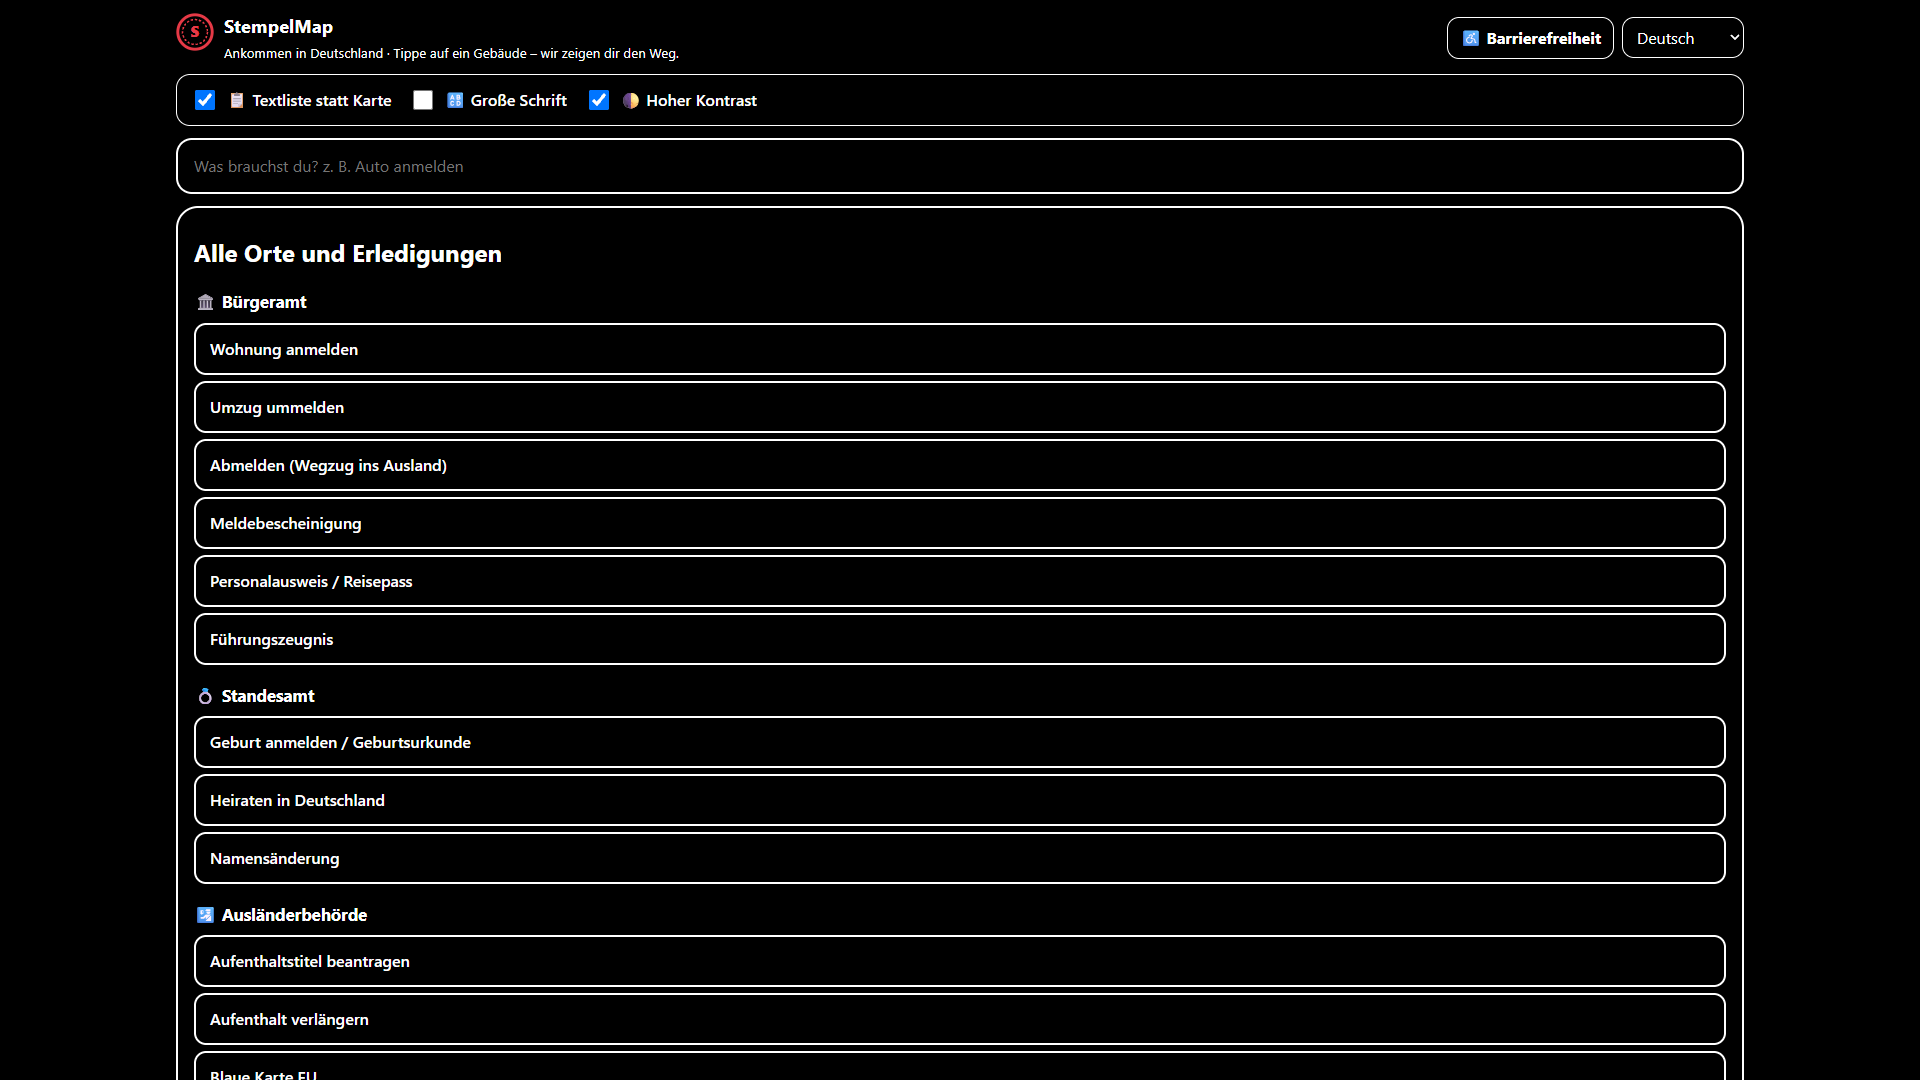 StempelMap
Ankommen in Deutschland · Tippe auf ein Gebäude – wir zeigen dir den Weg.
Barrierefreiheit
Deutsch
Textliste statt Karte
Große Schrift
Hoher Kontrast
Was brauchst du? z. B. Auto anmelden
Alle Orte und Erledigungen
Bürgeramt
Wohnung anmelden
Umzug ummelden
Abmelden (Wegzug ins Ausland)
Meldebescheinigung
Personalausweis / Reisepass
Führungszeugnis
Standesamt
Geburt anmelden / Geburtsurkunde
Heiraten in Deutschland
Namensänderung
Ausländerbehörde
Aufenthaltstitel beantragen
Aufenthalt verlängern
Blaue Karte EU